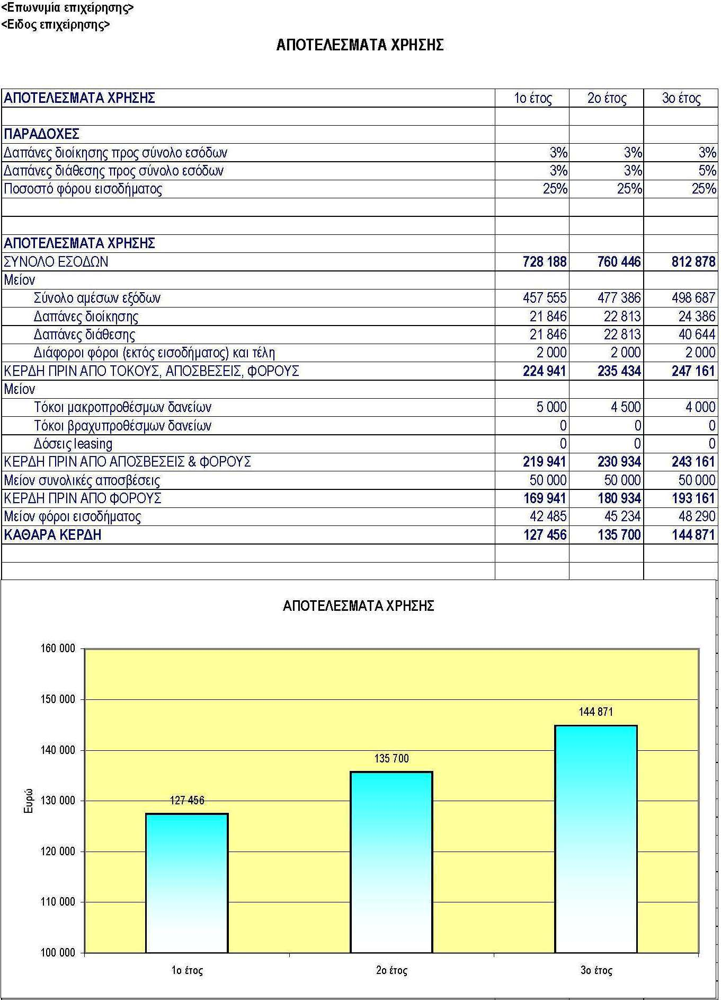 <Επωνυμία επιχείρησης>
<Ειδος επιχείρησης>
ΑΠΟΤΕΛΕΣΜΑΤΑ ΧΡΗΣΗΣ
ΑΠΟΤΕΛΕΣΜΑΤΑ ΧΡΗΣΗΣ 1ο έτος 2ο έτος 3ο έτος
ΠΑΡΑΔΟΧΕΣ
Δαπάνες διοίκησης προς σύνολο εσόδων 3% 3% 3%
Δαπάνες διάθεσης προς σύνολο εσόδων 3% 3% 5%
Ποσοστό φόρου εισοδήματος 25% 25% 25%
ΑΠΟΤΕΛΕΣΜΑΤΑ ΧΡΗΣΗΣ
ΣΥΝΟΛΟ ΕΣΟΔΩΝ 728 188 760 446 812 878
Μείον
Σύνολο αμέσων εξόδων 457 555 477 386 498 687
Δαπάνες διοίκησης 21 846 22 813 24 386
Δαπάνες διάθεσης 21 846 22 813 40 644
Διάφοροι φόροι (εκτός εισοδήματος) και τέλη 2 000 2 000 2 000
ΚΕΡΔΗ ΠΡΙΝ ΑΠΟ ΤΟΚΟΥΣ, ΑΠΟΣΒΕΣΕΙΣ, ΦΟΡΟΥΣ 224 941 235 434 247 161
Μείον
Τόκοι μακροπροθέσμων δανείων 5 000 4 500 4 000
Τόκοι βραχυπροθέσμων δανείων 0 0 0
Δόσεις leasing 0 0 0
ΚΕΡΔΗ ΠΡΙΝ ΑΠΟ ΑΠΟΣΒΕΣΕΙΣ & ΦΟΡΟΥΣ 219 941 230 934 243 161
Μείον συνολικές αποσβέσεις 50 000 50 000 50 000
ΚΕΡΔΗ ΠΡΙΝ ΑΠΟ ΦΟΡΟΥΣ 169 941 180 934 193 161
Μείον φόροι εισοδήματος 42 485 45 234 48 290
ΚΑΘΑΡΑ ΚΕΡΔΗ 127 456 135 700 144 871
ΑΠΟΤΕΛΕΣΜΑΤΑ ΧΡΗΣΗΣ
160 000
150 000
144 871
140 000
135 700
Ευρώ
130 000
127 456
120 000
110 000
100 000
1ο έτος 2ο έτος 3ο έτος